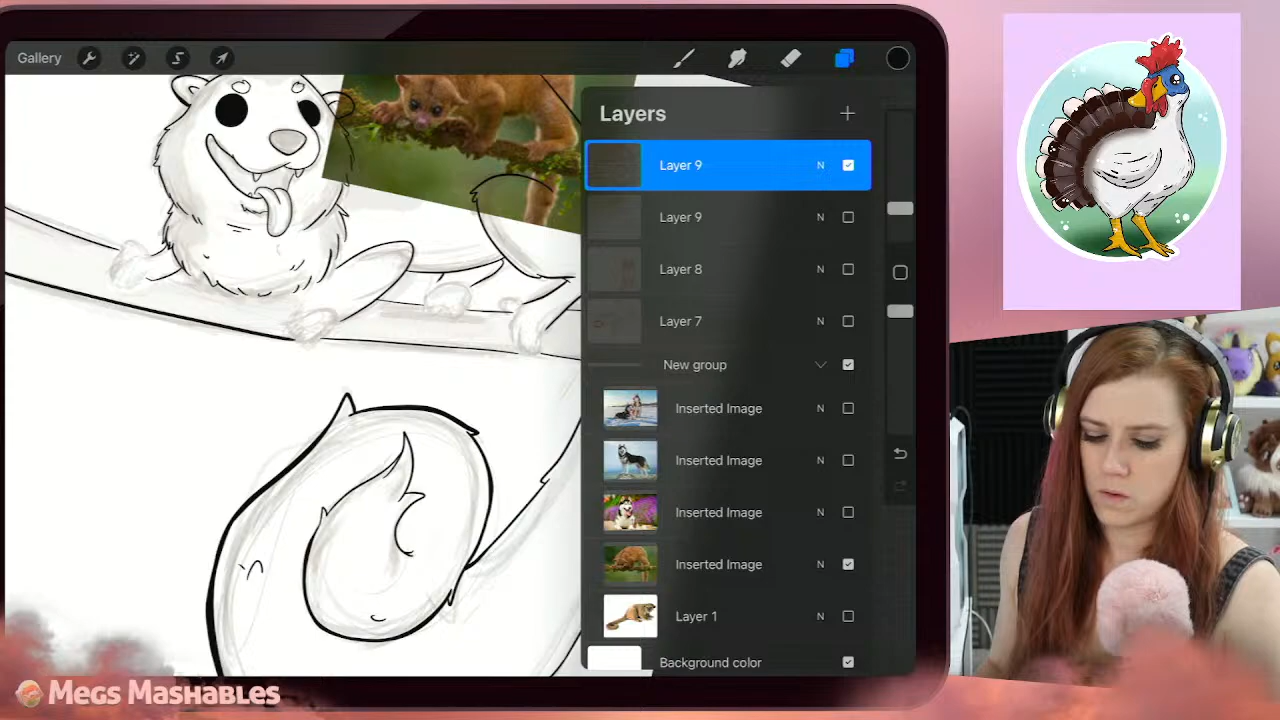 Gallery
Layers
Layer 9 N
Layer 9 N
Layer 8 N
Layer 7 N
New group
Inserted Image N
Inserted Image N
Inserted Image N
Inserted Image N
Layer 1 N
Background color
Megs Mashables